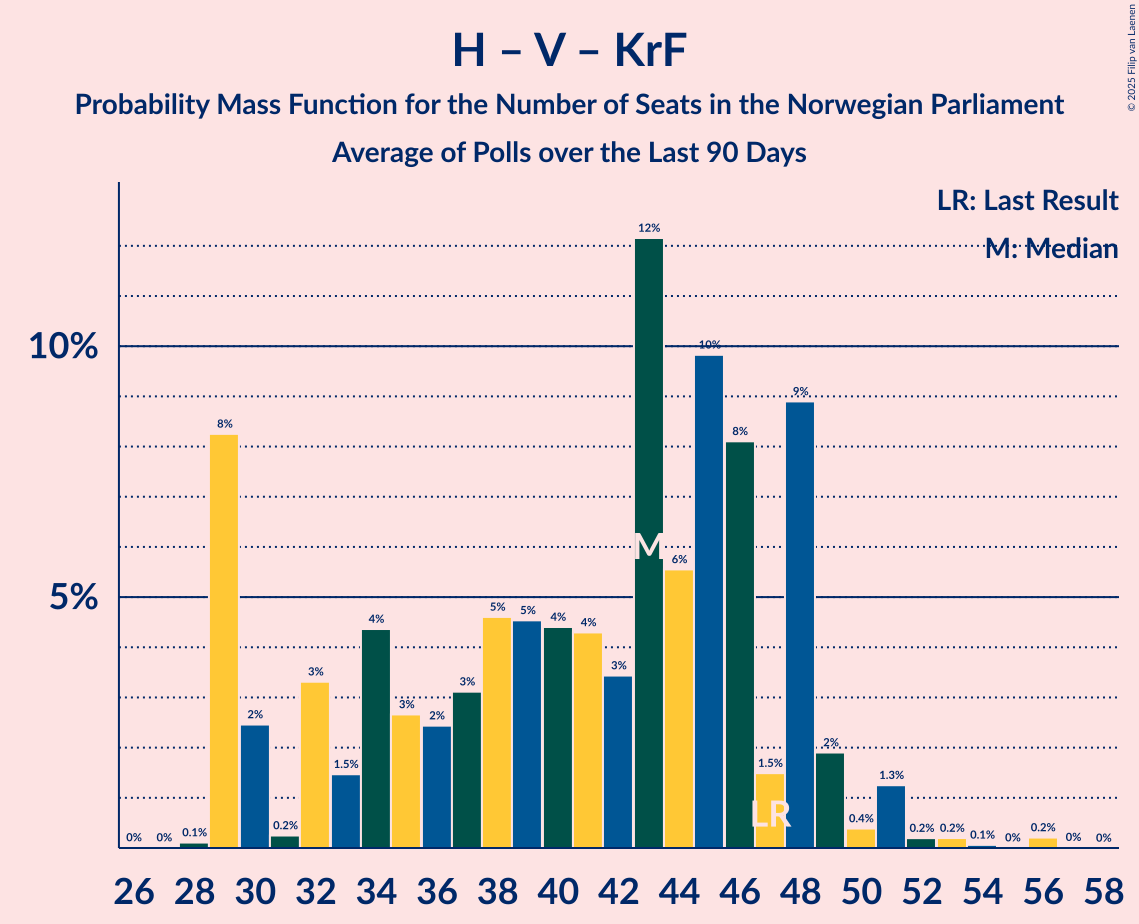 H – V – KrF
Probability Mass Function for the Number of Seats in the Norwegian Parliament
Average of Polls over the Last 90 Days
© 2025 Filip van Laenen
LR: Last Result
M: Median
10%
5%
0% 0% 0.1% 8% 2% 0.2% 3% 1.5% 4% 3% 2% 3% 5% 5% 4% 4% 3% 12% 6% 10% 8% 1.5% 9% 2% 0.4% 1.3% 0.2% 0.2% 0.1% 0% 0.2% 0% 0%
M
LR
26 28 30 32 34 36 38 40 42 44 46 48 50 52 54 56 58